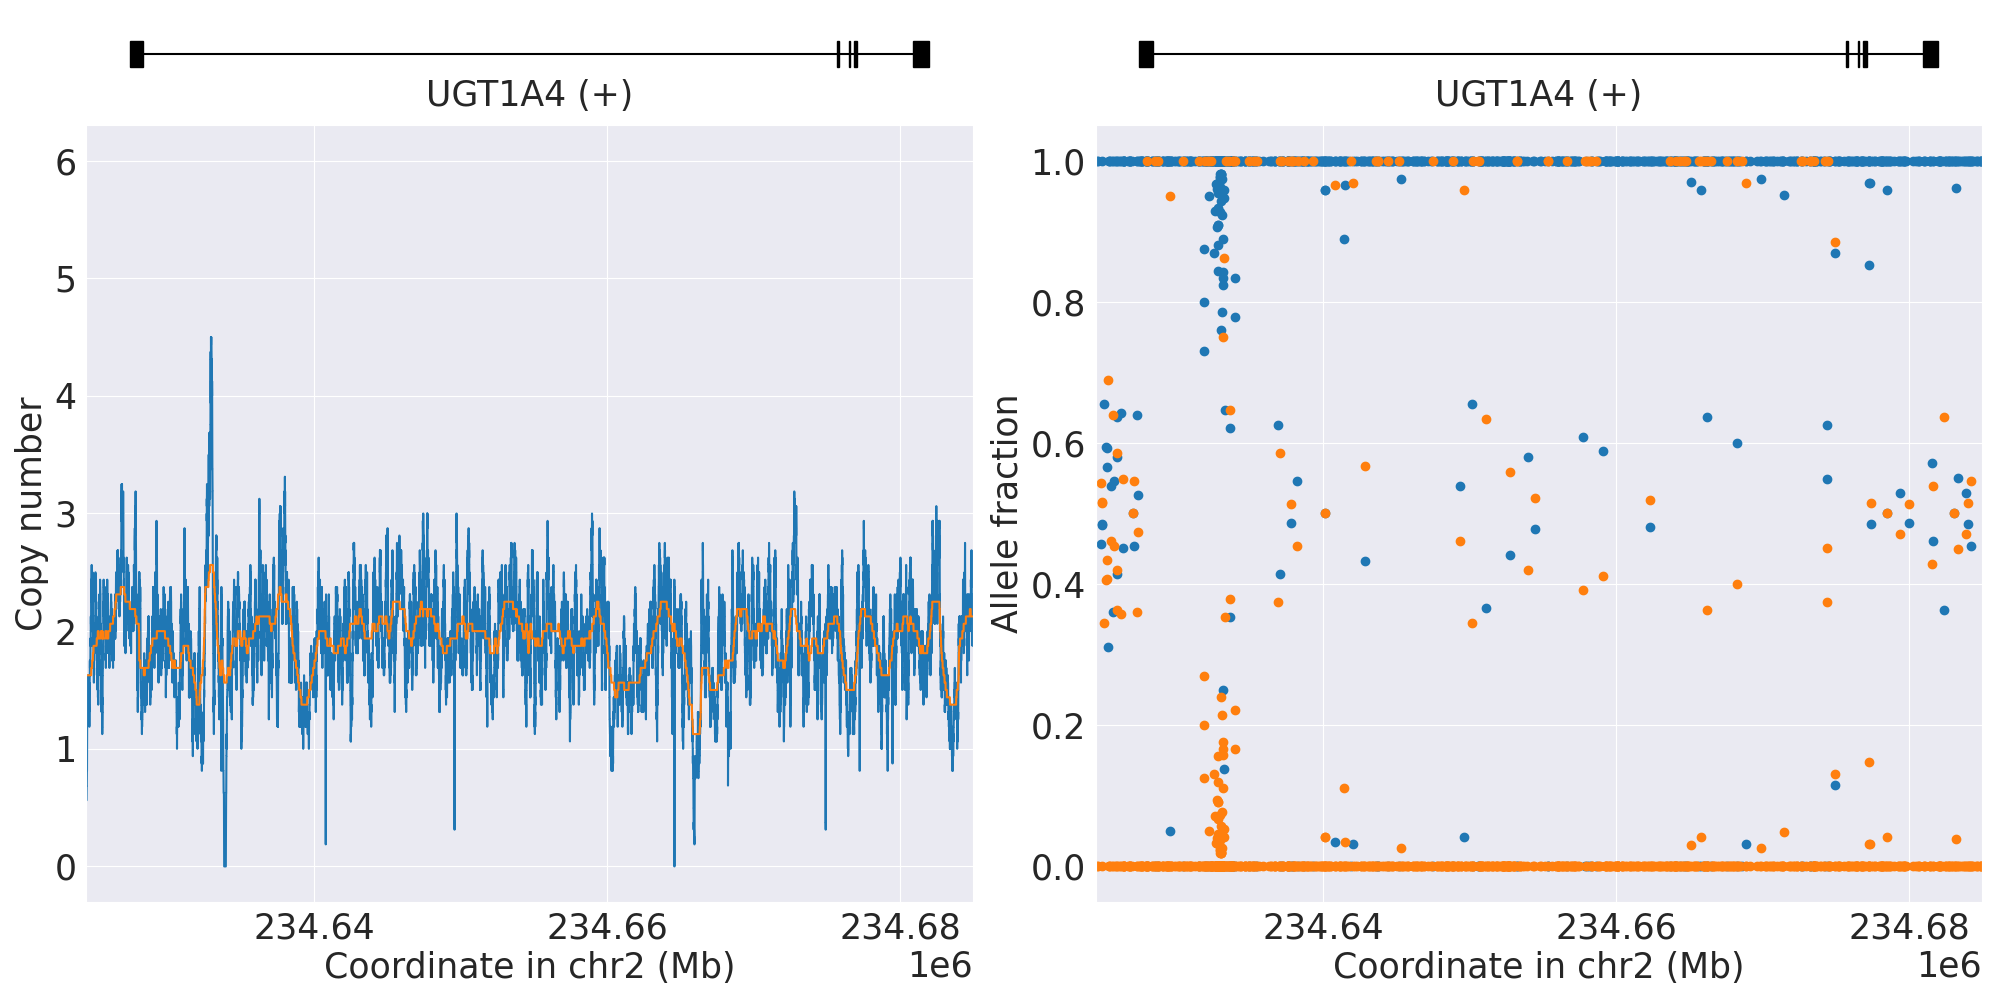 UGT1A4 (+)
6
5
4
3
2
1
0
Copy number
234.64 234.66 234.68
Coordinate in chr2 (Mb) 1e6
UGT1A4 (+)
1.0
0.8
0.6
0.4
0.2
0.0
Allele fraction
234.64 234.66 234.68
Coordinate in chr2 (Mb) 1e6